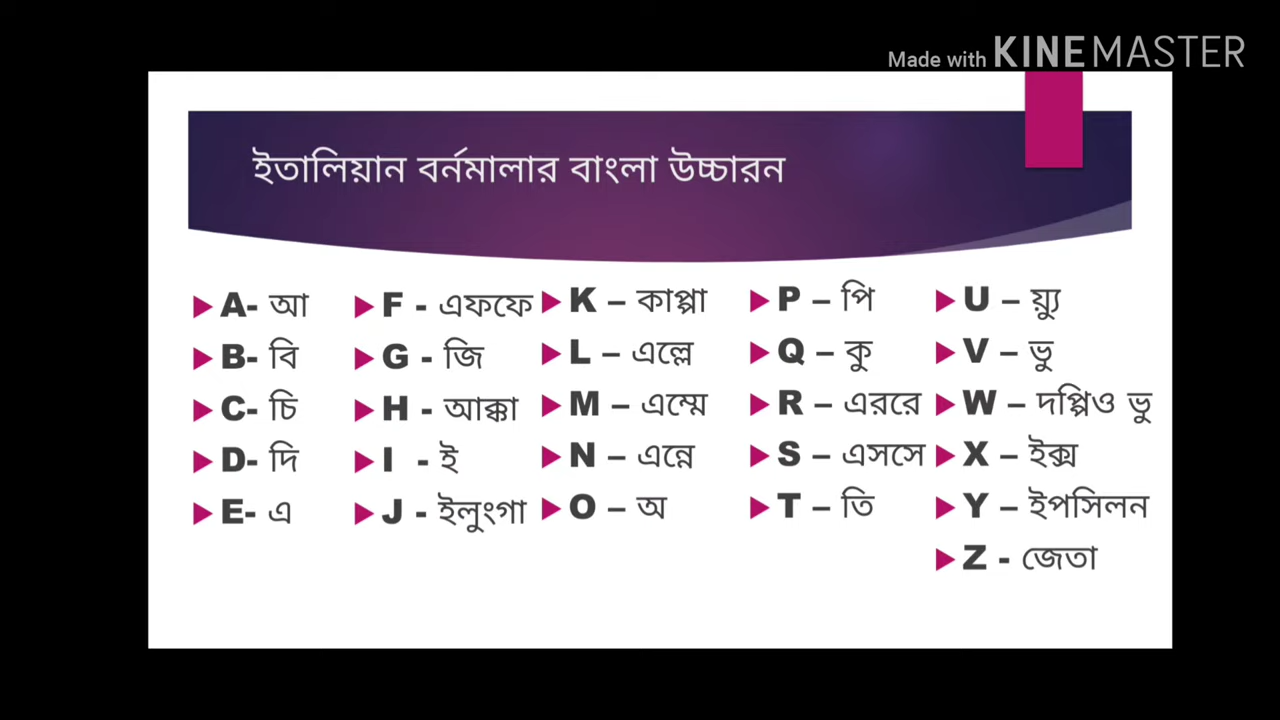 Made with KINEMASTER
ইতালিয়ান বর্নমালার বাংলা উচ্চারন
A- আ
B- বি
C- চি
D- দি
E- এ
F - এফফে
G - জি
H - আক্কা
I - ই
J - ইলুংগা
K – কাপ্পা
L – এল্লে
M – এম্মে
N – এন্নে
O – অ
P – পি
Q – কু
R – এররে
S – এসসে
T – তি
U – য়্যু
V – ভু
W – দপ্পিও ভু
X – ইক্স
Y – ইপসিলন
Z - জেতা